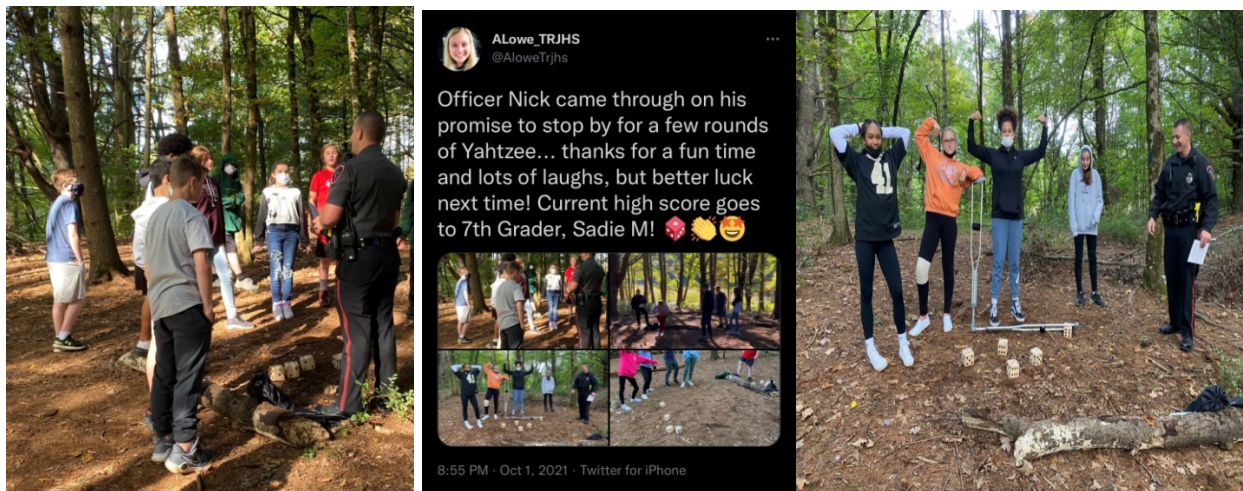 ALowe_TRJHS
@AloweTrjhs
Officer Nick came through on his
promise to stop by for a few rounds
of Yahtzee... thanks for a fun time
and lots of laughs, but better luck
next time! Current high score goes
to 7th Grader, Sadie M! 🎲👏🤩
8:55 PM · Oct 1, 2021 · Twitter for iPhone
41